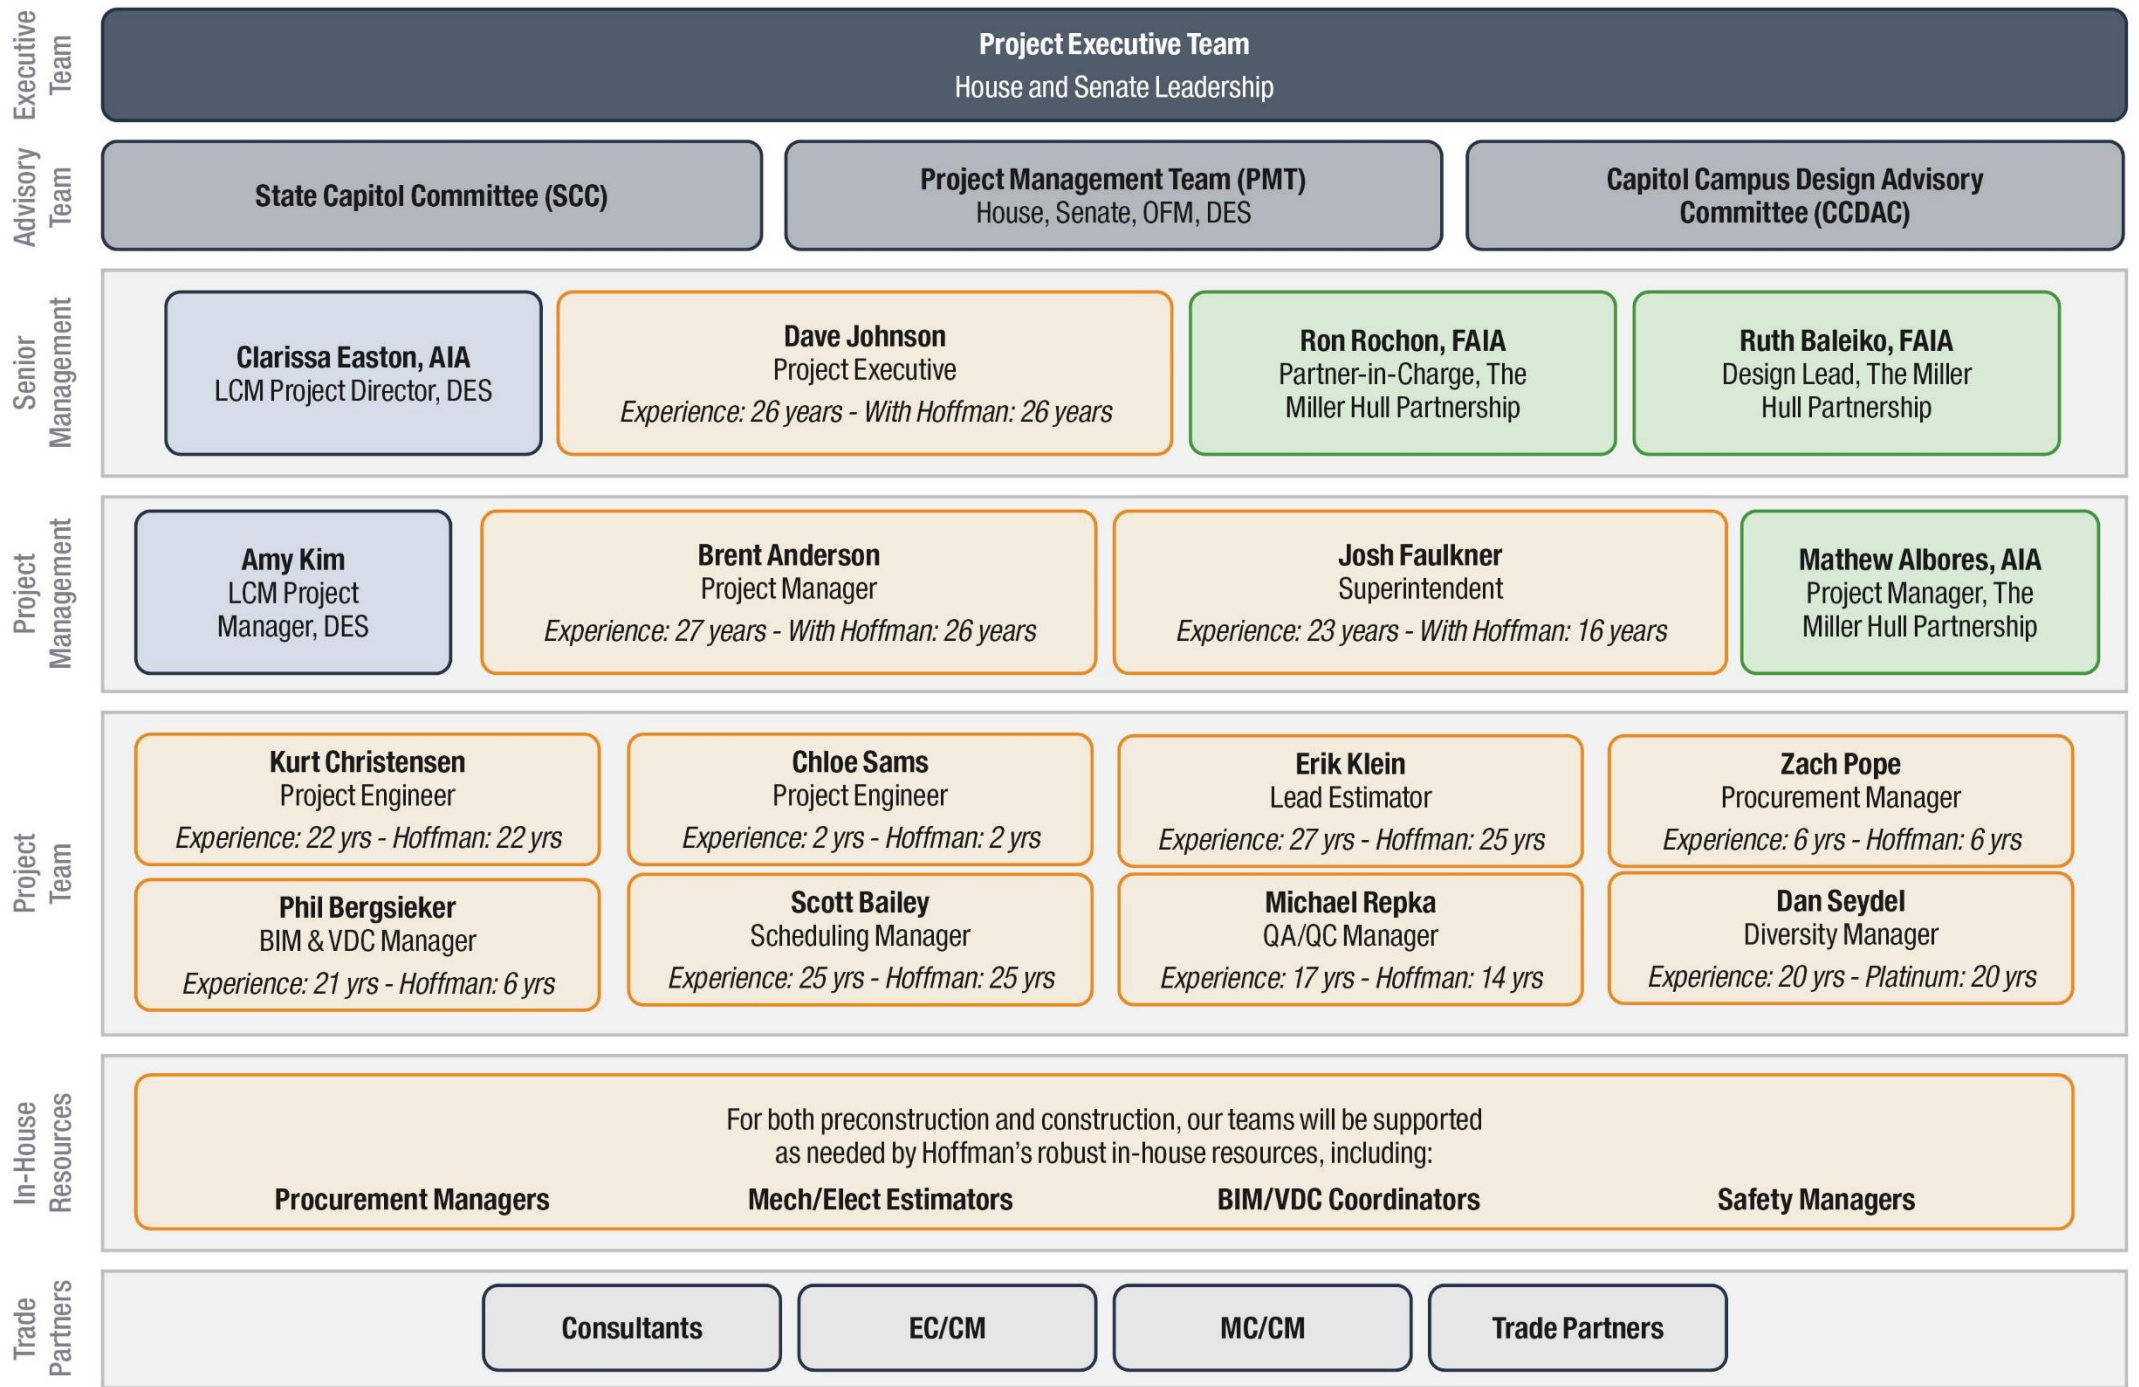 Executive
Team
Project Executive Team
House and Senate Leadership
Advisory
Team
State Capitol Committee (SCC)
Project Management Team (PMT)
House, Senate, OFM, DES
Capitol Campus Design Advisory
Committee (CCDAC)
Senior
Management
Clarissa Easton, AIA
LCM Project Director, DES
Dave Johnson
Project Executive
Experience: 26 years - With Hoffman: 26 years
Ron Rochon, FAIA
Partner-in-Charge, The
Miller Hull Partnership
Ruth Baleiko, FAIA
Design Lead, The Miller
Hull Partnership
Project
Management
Amy Kim
LCM Project
Manager, DES
Brent Anderson
Project Manager
Experience: 27 years - With Hoffman: 26 years
Josh Faulkner
Superintendent
Experience: 23 years - With Hoffman: 16 years
Mathew Albores, AIA
Project Manager, The
Miller Hull Partnership
Project
Team
Kurt Christensen
Project Engineer
Experience: 22 yrs - Hoffman: 22 yrs
Chloe Sams
Project Engineer
Experience: 2 yrs - Hoffman: 2 yrs
Erik Klein
Lead Estimator
Experience: 27 yrs - Hoffman: 25 yrs
Zach Pope
Procurement Manager
Experience: 6 yrs - Hoffman: 6 yrs
Phil Bergsieker
BIM & VDC Manager
Experience: 21 yrs - Hoffman: 6 yrs
Scott Bailey
Scheduling Manager
Experience: 25 yrs - Hoffman: 25 yrs
Michael Repka
QA/QC Manager
Experience: 17 yrs - Hoffman: 14 yrs
Dan Seydel
Diversity Manager
Experience: 20 yrs - Platinum: 20 yrs
In-House
Resources
For both preconstruction and construction, our teams will be supported
as needed by Hoffman's robust in-house resources, including:
Procurement Managers
Mech/Elect Estimators
BIM/VDC Coordinators
Safety Managers
Trade
Partners
Consultants
EC/CM
MC/CM
Trade Partners